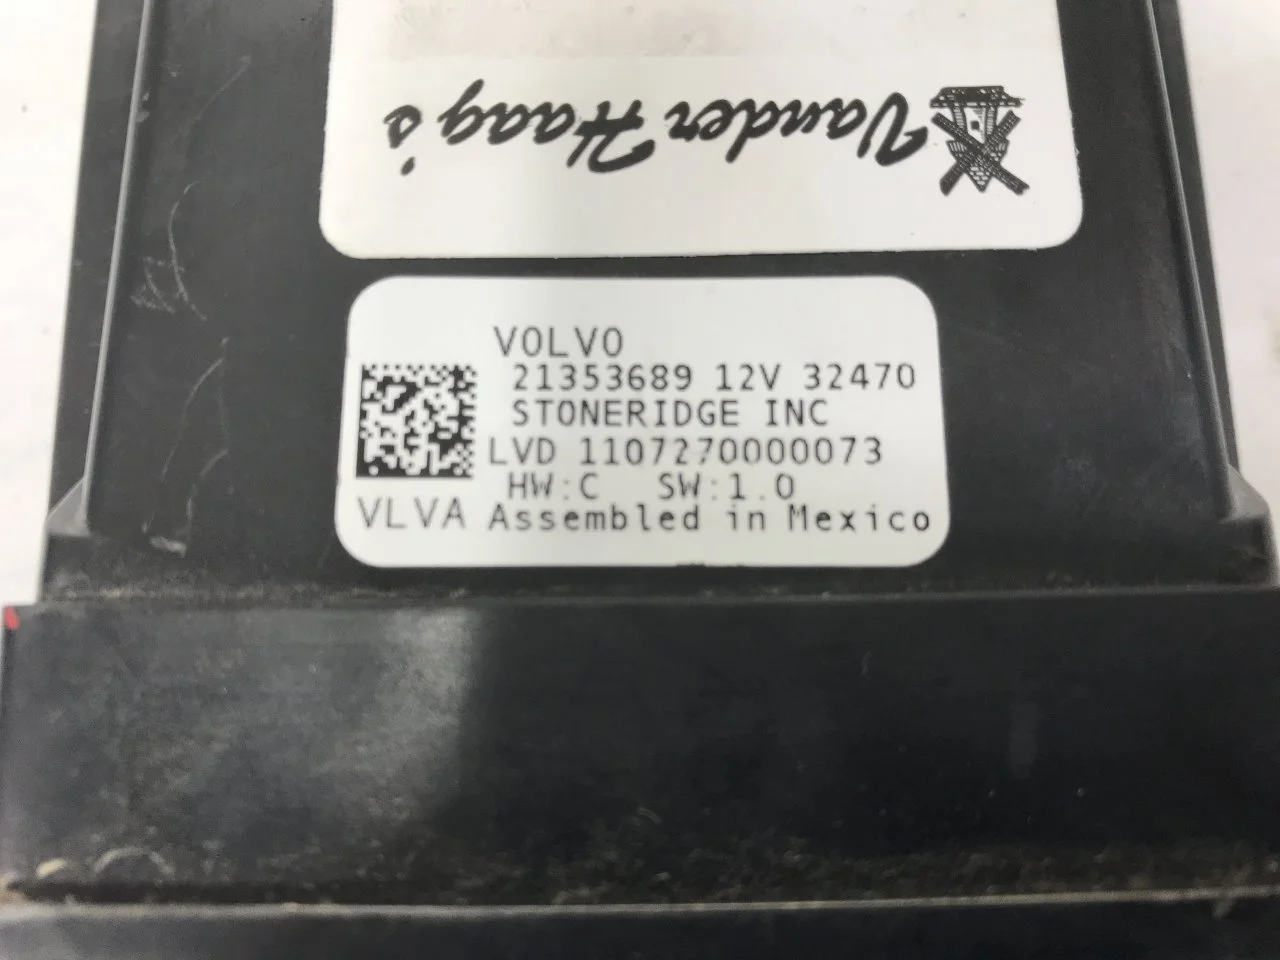 Vander Haag's
VOLVO
21353689 12V 32470
STONERIDGE INC
LVD 1107270000073
HW:C SW:1.0
VLVA Assembled in Mexico